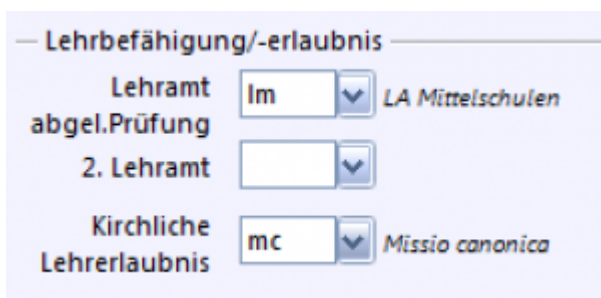 Lehrbefähigung/-erlaubnis
Lehramt
abgel.Prüfung
lm
LA Mittelschulen
2. Lehramt
Kirchliche
Lehrerlaubnis
mc
Missio canonica